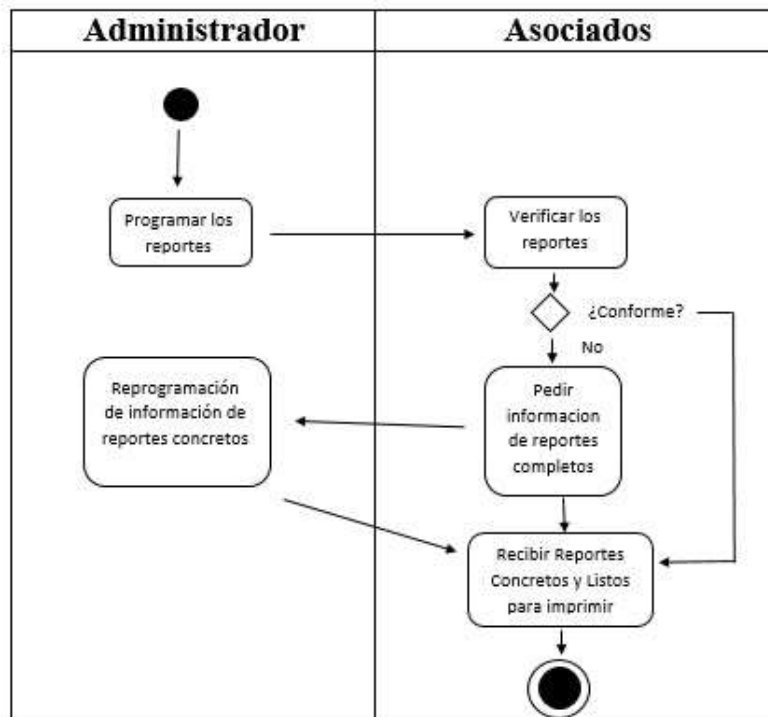 Administrador
Asociados
Programar los
reportes
Verificar los
reportes
¿Conforme?
No
Reprogramación
de información de
reportes concretos
Pedir
informacion
de reportes
completos
Recibir Reportes
Concretos y Listos
para imprimir